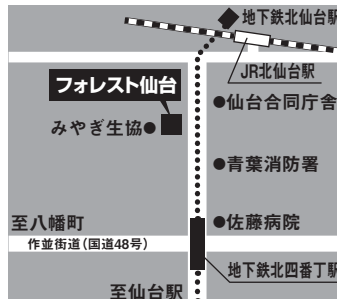 ◆地下鉄北仙台駅
JR北仙台駅
フォレスト仙台
●仙台合同庁舎
みやぎ生協●
●青葉消防署
至八幡町
●佐藤病院
作並街道(国道48号)
地下鉄北四番丁駅
至仙台駅